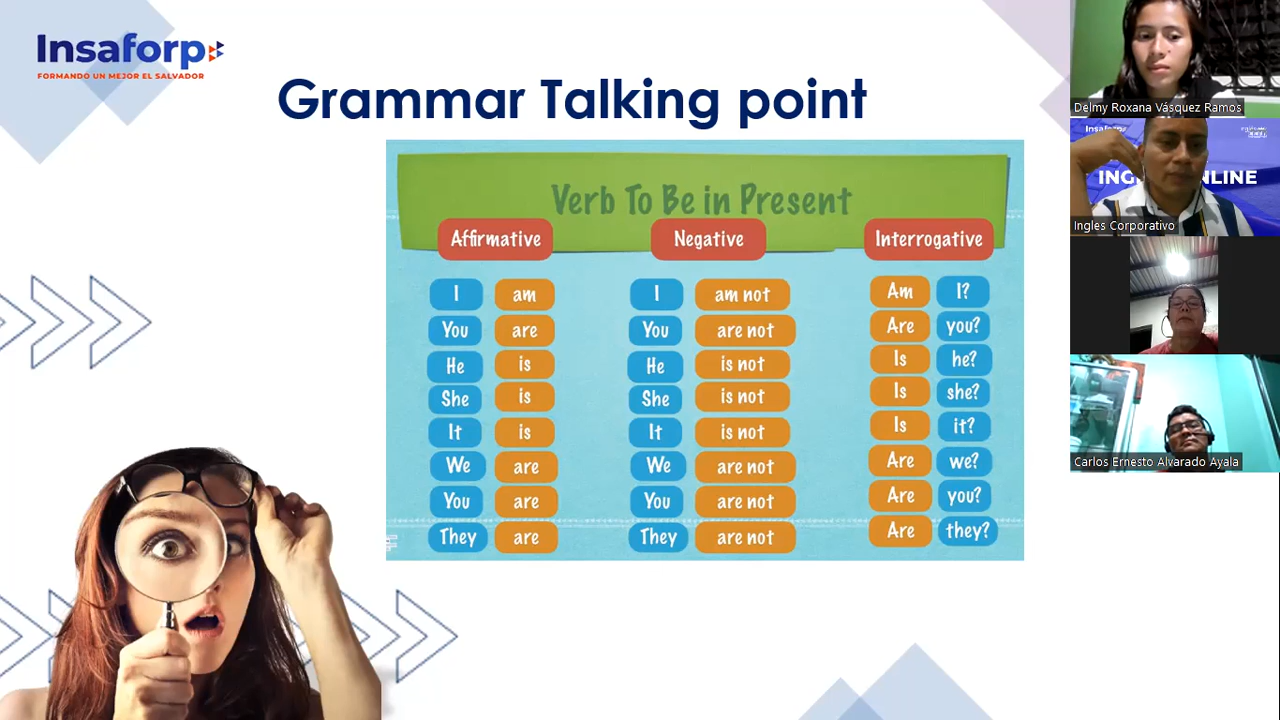 Insaforp
FORMANDO UN MEJOR EL SALVADOR
Grammar Talking point
Verb To Be in Present
Affirmative Negative Interrogative
I am I am not Am I?
You are You are not Are you?
He is He is not Is he?
She is She is not Is she?
It is It is not Is it?
We are We are not Are we?
You are You are not Are you?
They are They are not Are they?
Delmy Roxana Vásquez Ramos
Insaforp
ING NLINE
Ingles Corporativo
Carlos Ernesto Alvarado Ayala